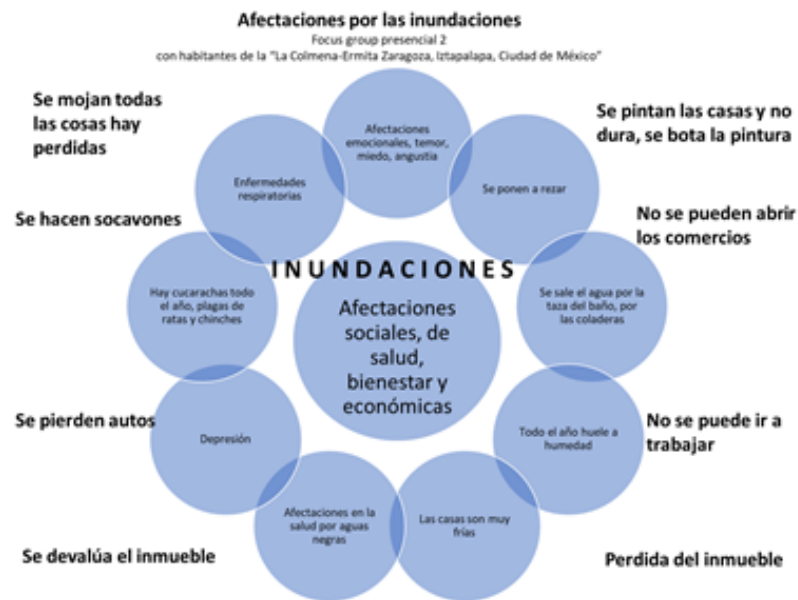 Afectaciones por las inundaciones
Focus group presencial 2
con habitantes de la "La Colmena-Ermita Zaragoza, Iztapalapa, Ciudad de México"
Se mojan todas
las cosas hay
perdidas
Afectaciones
emocionales, temor,
miedo, angustia
Se pintan las casas y no
dura, se bota la pintura
Enfermedades
respiratorias
Se ponen a rezar
Se hacen socavones
No se pueden abrir
los comercios
INUNDACIONES
Hay cucarachas todo
el año, plagas de
ratas y chinches
Afectaciones
sociales, de
salud,
bienestar y
económicas
Se sale el agua por la
taza del baño, por
las coladeras
Se pierden autos
Depresión
Todo el año huele a
humedad
No se puede ir a
trabajar
Afectaciones en la
salud por aguas
negras
Las casas son muy
frías
Se devalúa el inmueble
Perdida del inmueble